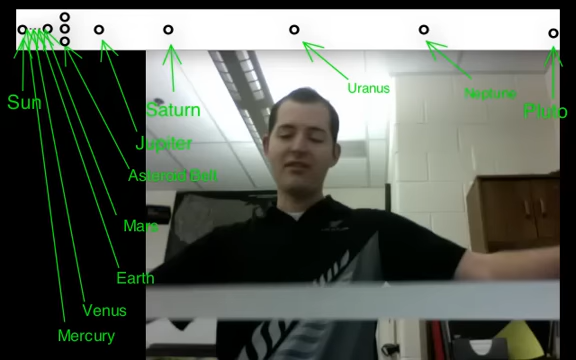 Sun
Saturn
Uranus
Neptune
Pluto
Jupiter
Asteroid Belt
Mars
Earth
Venus
Mercury